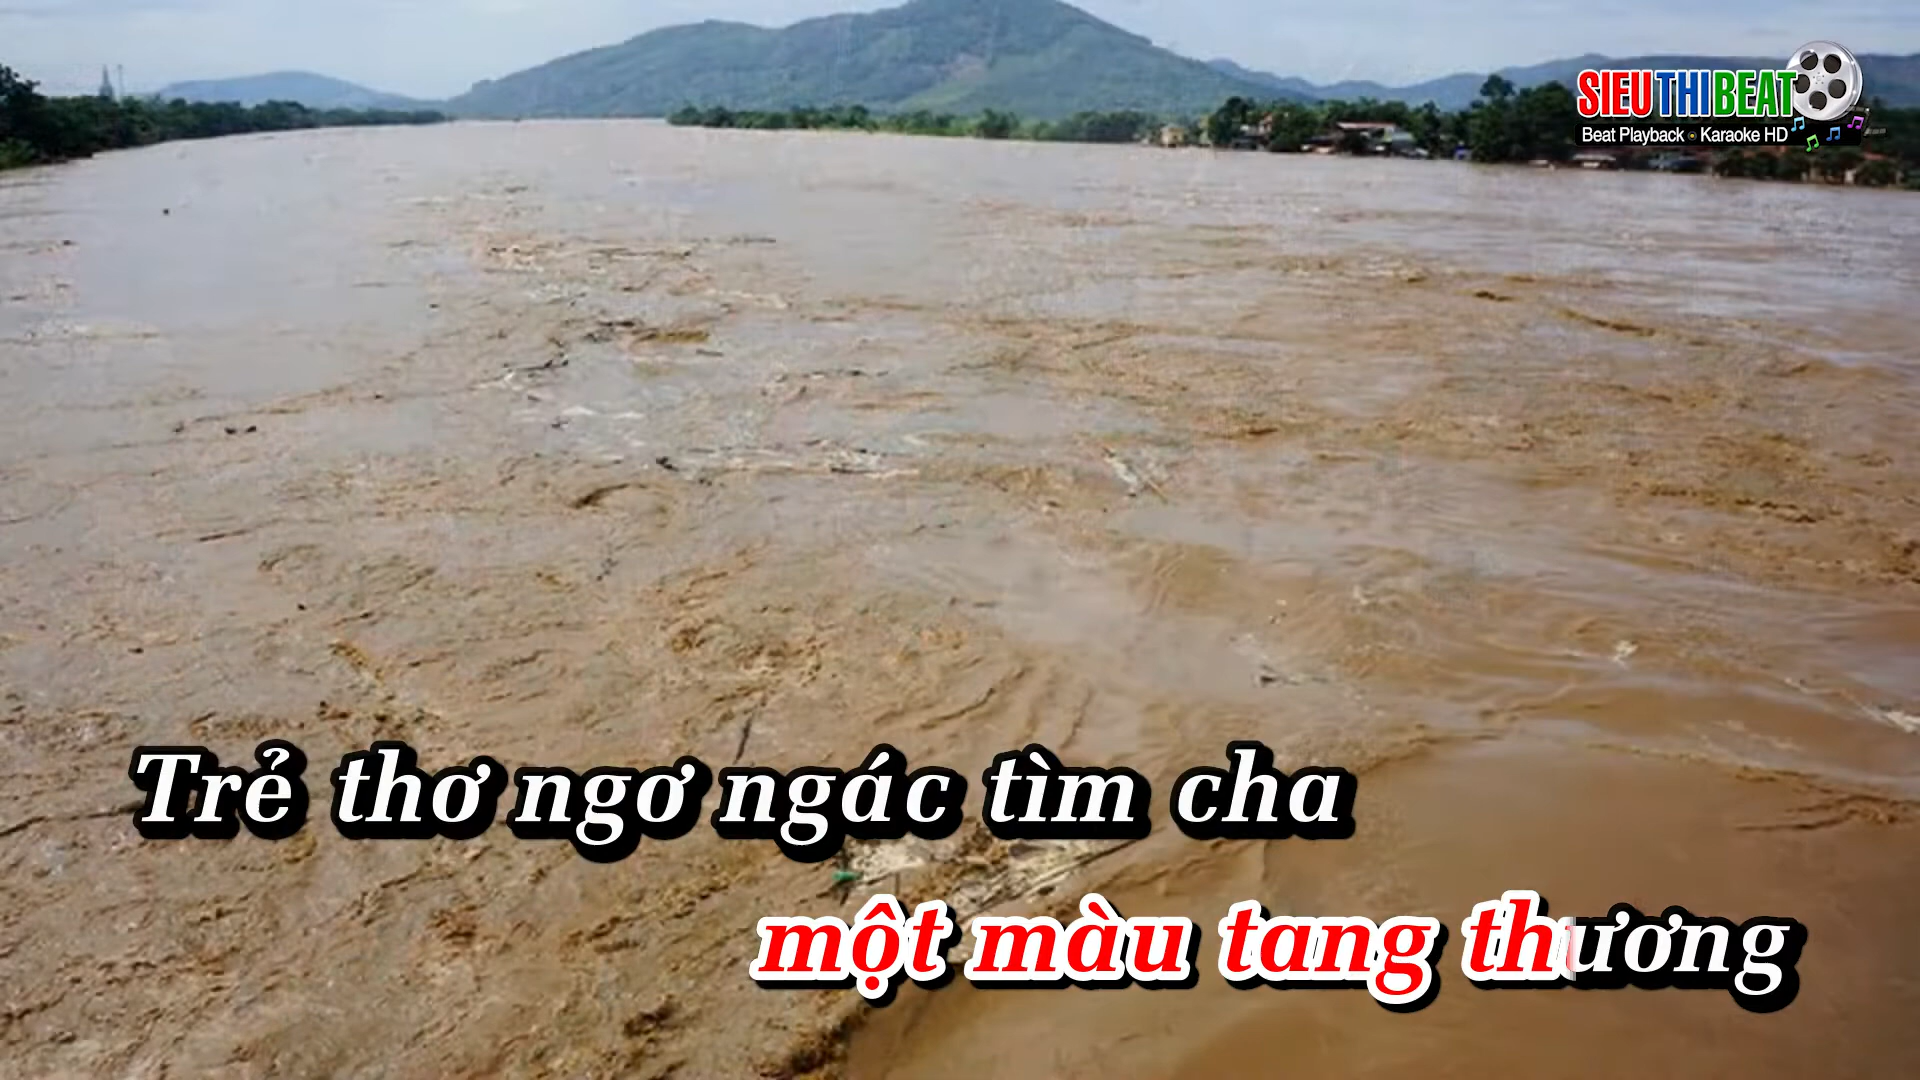 SIEUTHIBEAT
Beat Playback • Karaoke HD
Trẻ thơ ngơ ngác tìm cha
một màu tang thương